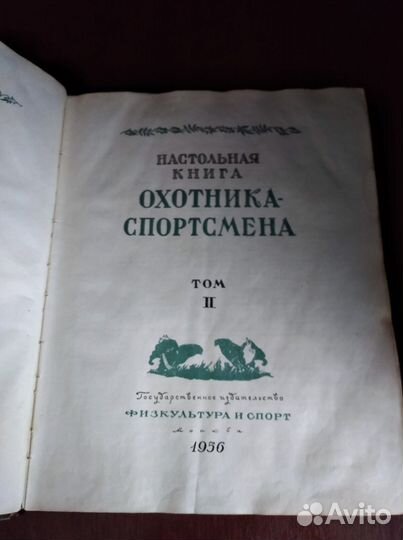 НАСТОЛЬНАЯ
КНИГА
ОХОТНИКА-
СПОРТСМЕНА
ТОМ
II
Государственное издательство
ФИЗКУЛЬТУРА И СПОРТ
Москва
1956
Avito